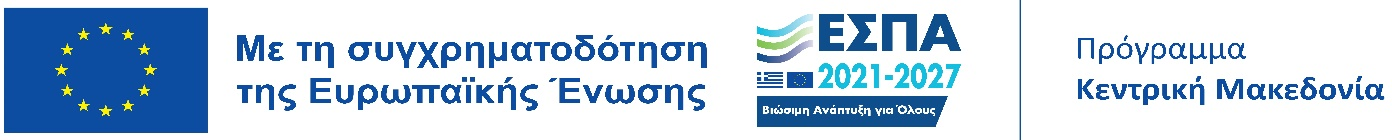 Με τη συγχρηματοδότηση
της Ευρωπαϊκής Ένωσης
ΕΣΠΑ
2021-2027
Βιώσιμη Ανάπτυξη για Όλους
Πρόγραμμα
Κεντρική Μακεδονία